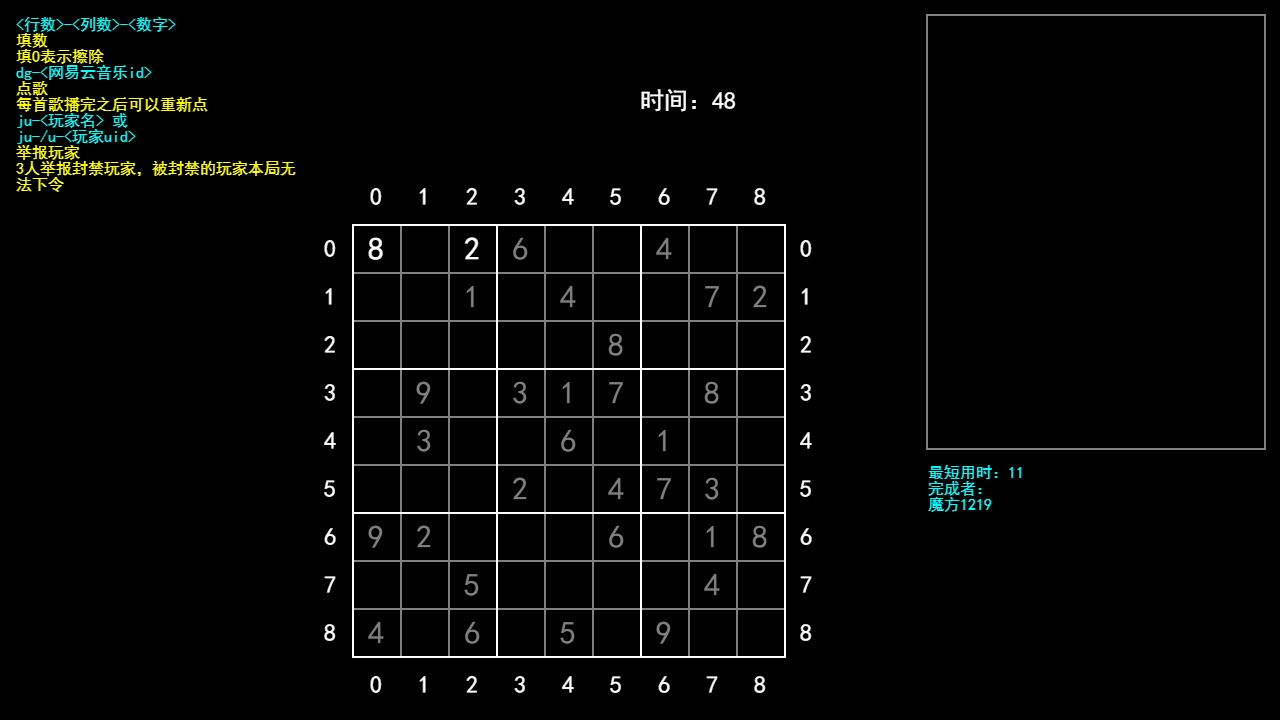 <行数>-<列数>-<数字>
填数
填0表示擦除
dg-<网易云音乐id>
点歌
每首歌播完之后可以重新点
ju-<玩家名> 或
ju-/u-<玩家uid>
举报玩家
3人举报封禁玩家，被封禁的玩家本局无
法下令
时间：48
0 1 2 3 4 5 6 7 8
0 8 2 6 4 0
1 1 4 7 2 1
2 8 2
3 9 3 1 7 8 3
4 3 6 1 4
5 2 4 7 3 5
6 9 2 6 1 8 6
7 5 4 7
8 4 6 5 9 8
0 1 2 3 4 5 6 7 8
最短用时：11
完成者：
魔方1219